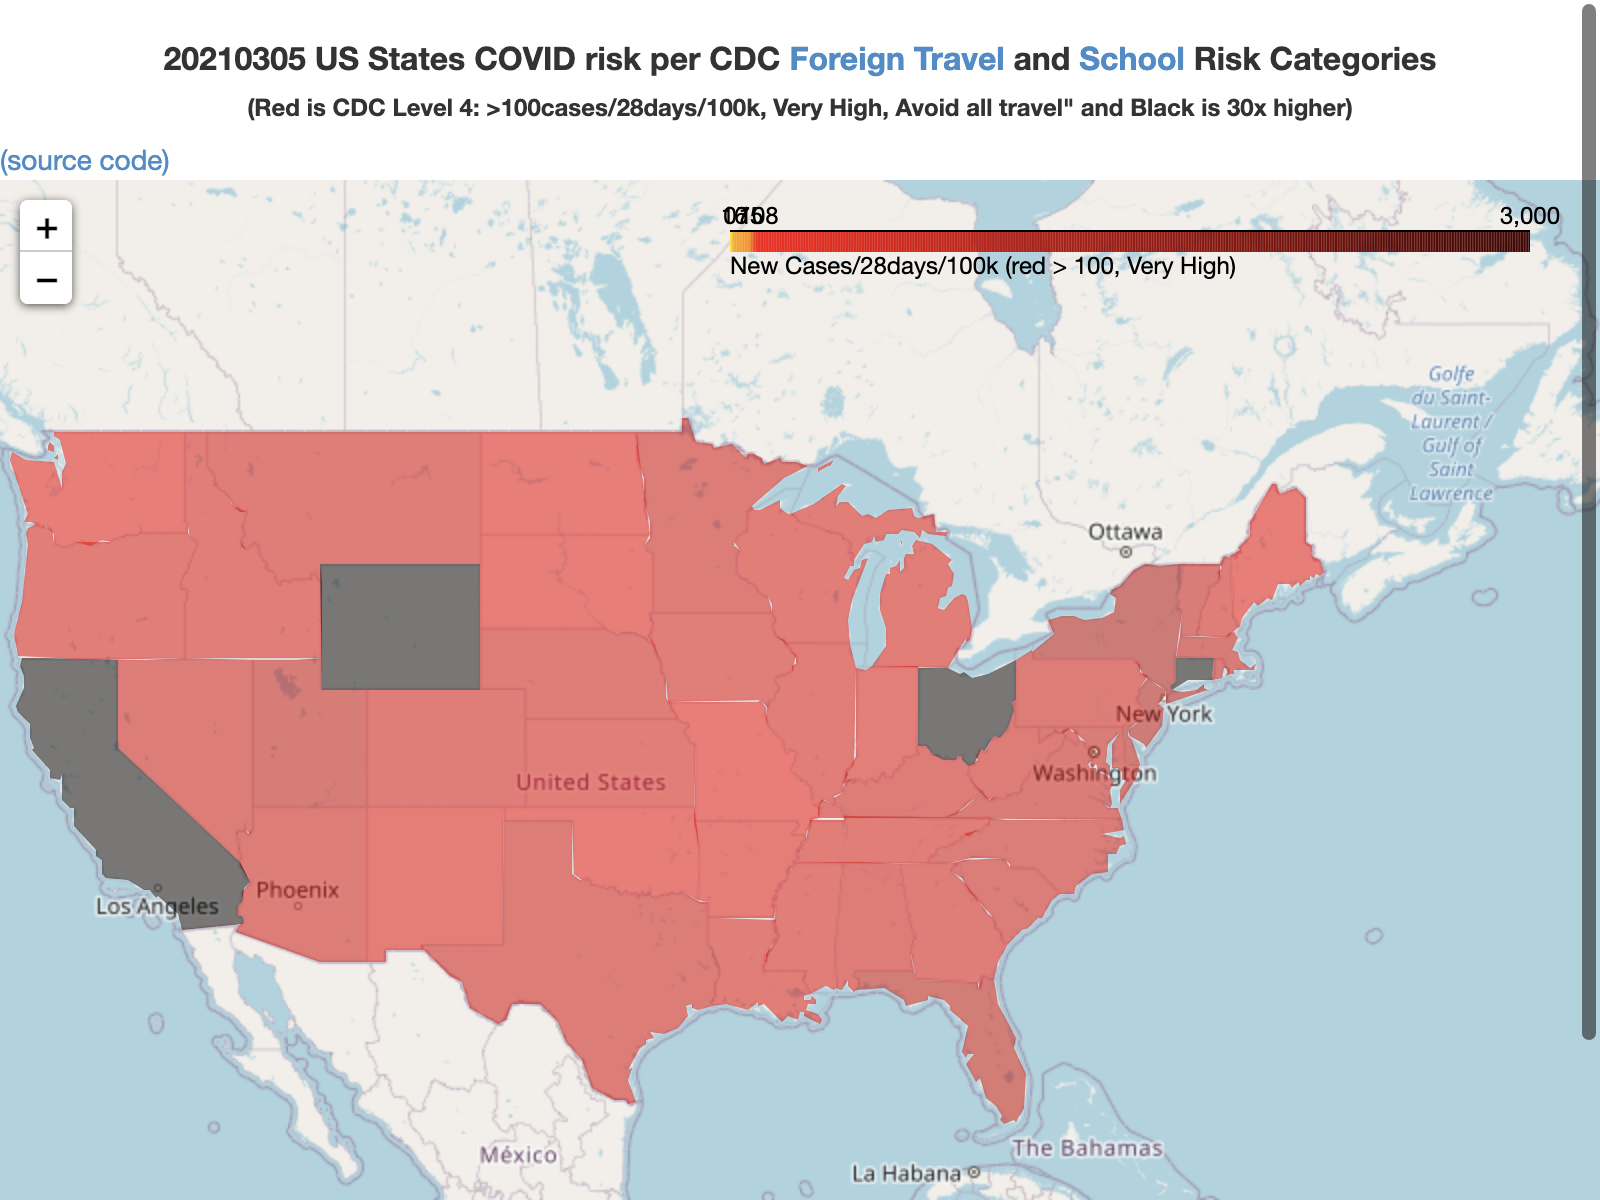 20210305 US States COVID risk per CDC Foreign Travel and School Risk Categories
(Red is CDC Level 4: >100cases/28days/100k, Very High, Avoid all travel" and Black is 30x higher)
(source code)
+
−
3,000
New Cases/28days/100k (red > 100, Very High)
Golfe
du Saint-
Laurent /
Gulf of
Saint
Lawrence
Ottawa
New York
Washington
United States
Phoenix
Los Angeles
México
The Bahamas
La Habana